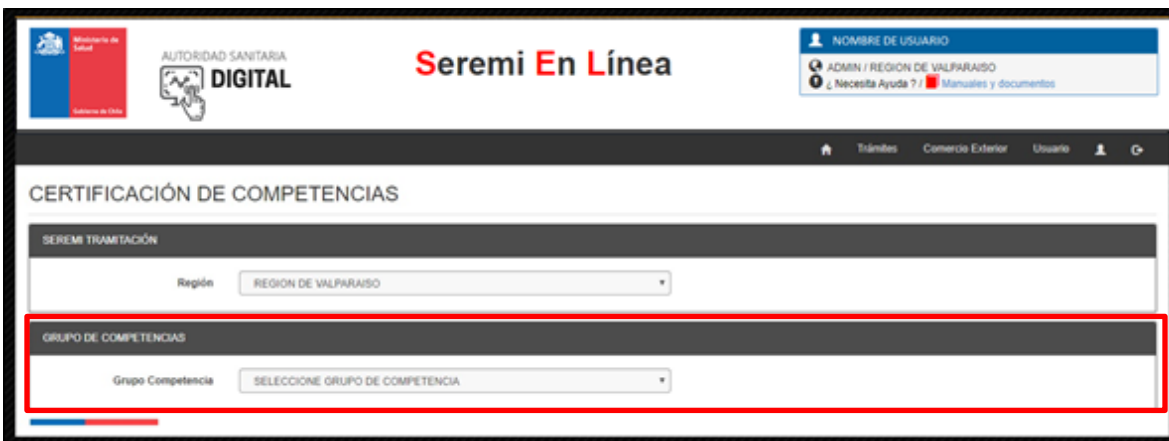 Ministerio de
Salud
Gobierno de Chile
AUTORIDAD SANITARIA
DIGITAL
Seremi En Línea
NOMBRE DE USUARIO
ADMIN / REGION DE VALPARAISO
¿ Necesita Ayuda ? / Manuales y documentos
Trámites Comercio Exterior Usuario
CERTIFICACIÓN DE COMPETENCIAS
SEREMI TRAMITACIÓN
Región REGION DE VALPARAISO
GRUPO DE COMPETENCIAS
Grupo Competencia SELECCIONE GRUPO DE COMPETENCIA